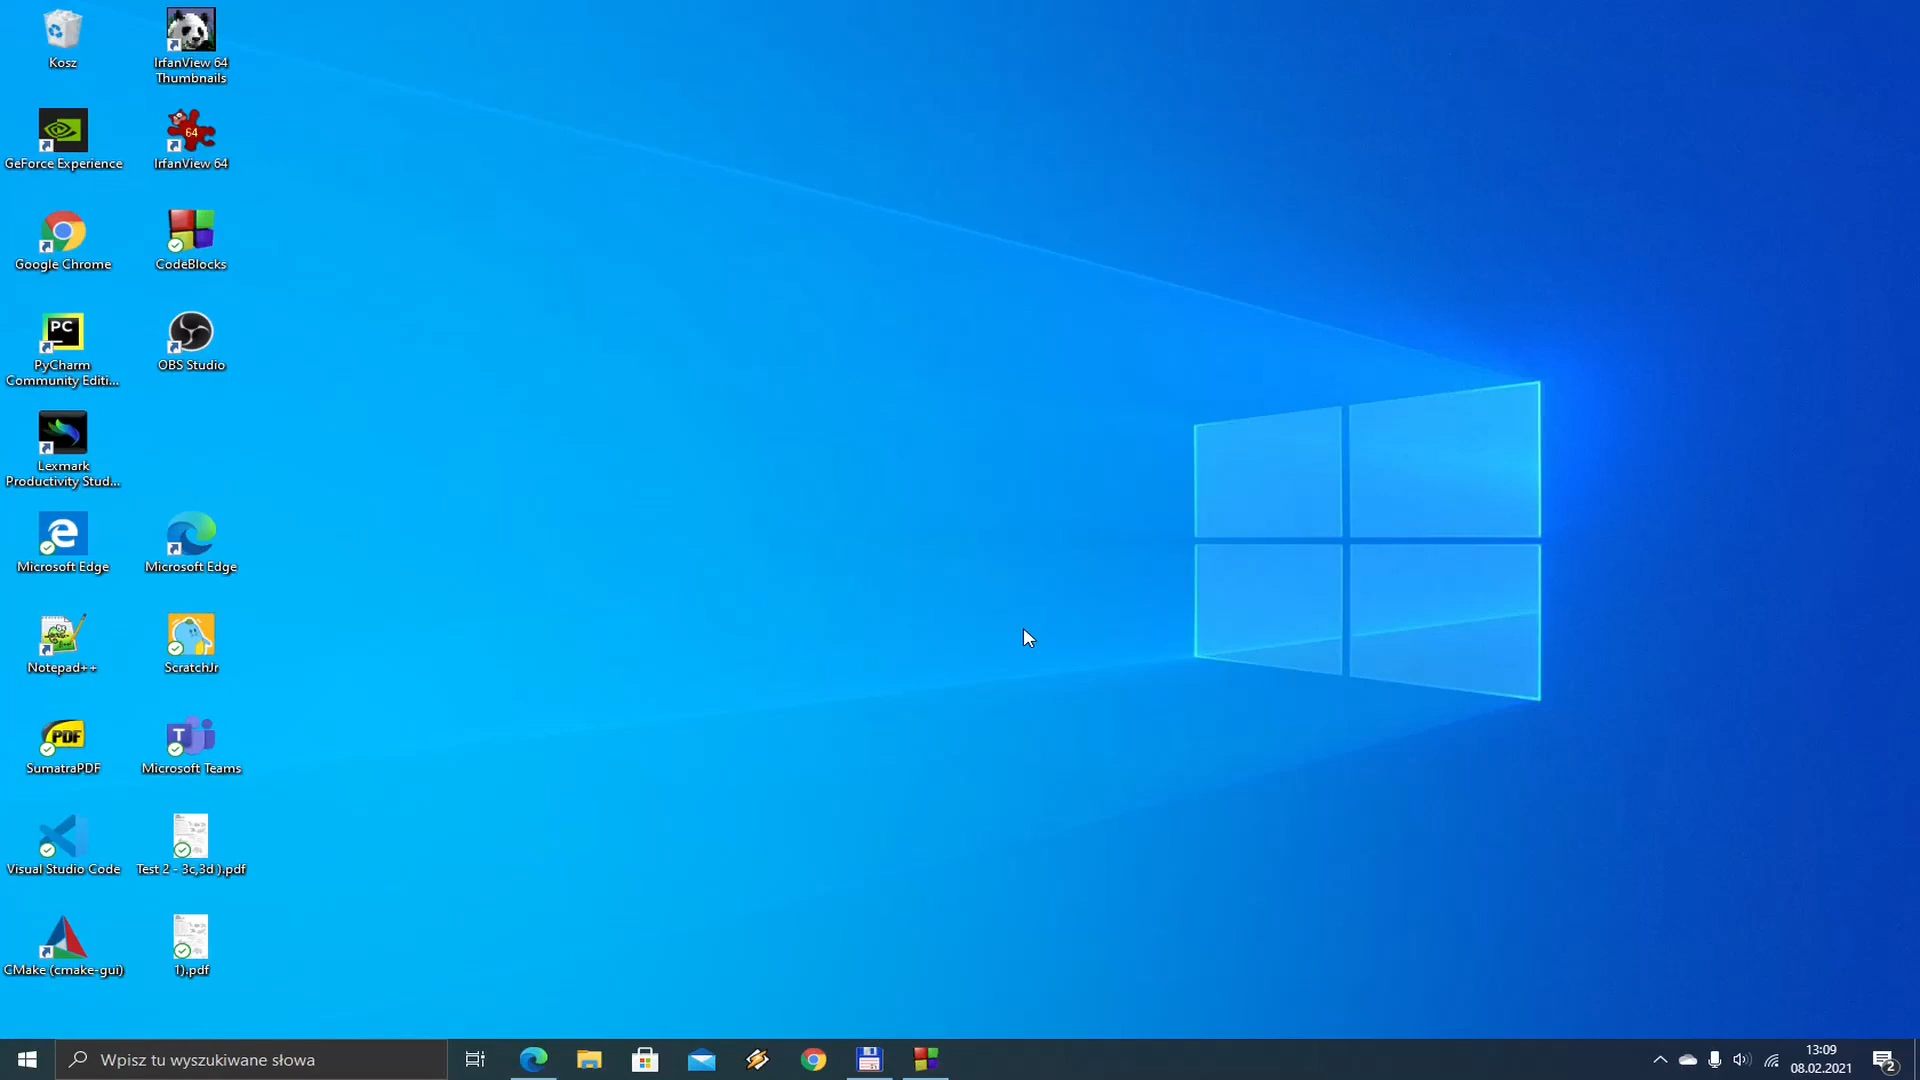 Kosz
IrfanView 64
Thumbnails
GeForce Experience
64
IrfanView 64
Google Chrome
CodeBlocks
PC
PyCharm
Community Editi...
OBS Studio
Lexmark
Productivity Stud...
Microsoft Edge
Microsoft Edge
Notepad++
ScratchJr
PDF
SumatraPDF
T
Microsoft Teams
Visual Studio Code
Test 2 - 3c,3d ).pdf
CMake (cmake-gui)
1).pdf
Wpisz tu wyszukiwane słowa
13:09
08.02.2021
2